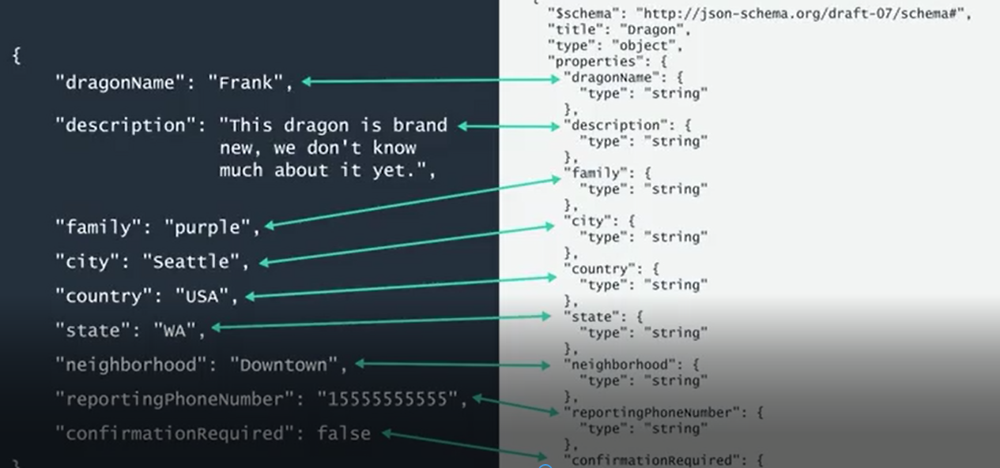 {
"dragonName": "Frank",
"description": "This dragon is brand
new, we don't know
much about it yet.",
"family": "purple",
"city": "Seattle",
"country": "USA",
"state": "WA",
"neighborhood": "Downtown",
"reportingPhoneNumber": "15555555555",
"confirmationRequired": false
}
{
"$schema": "http://json-schema.org/draft-07/schema#",
"title": "Dragon",
"type": "object",
"properties": {
"dragonName": {
"type": "string"
},
"description": {
"type": "string"
},
"family": {
"type": "string"
},
"city": {
"type": "string"
},
"country": {
"type": "string"
},
"state": {
"type": "string"
},
"neighborhood": {
"type": "string"
},
"reportingPhoneNumber": {
"type": "string"
},
"confirmationRequired": {